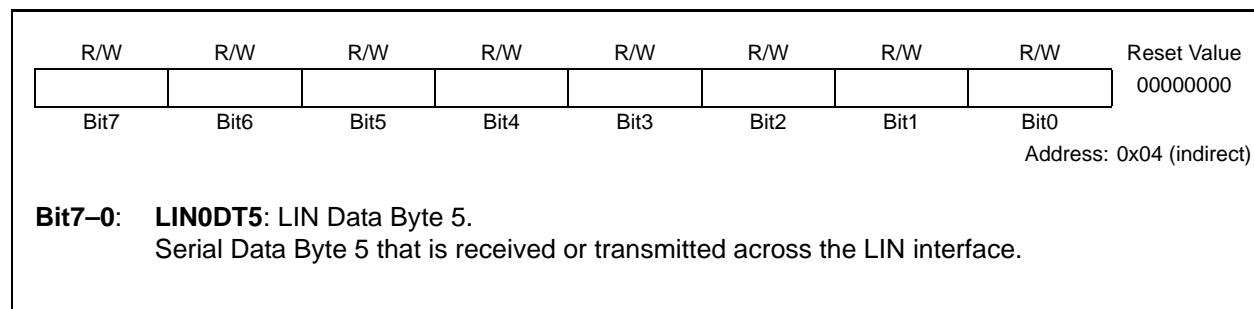 R/W R/W R/W R/W R/W R/W R/W R/W Reset Value
00000000
Bit7 Bit6 Bit5 Bit4 Bit3 Bit2 Bit1 Bit0
Address: 0x04 (indirect)
Bit7–0: LIN0DT5: LIN Data Byte 5.
Serial Data Byte 5 that is received or transmitted across the LIN interface.